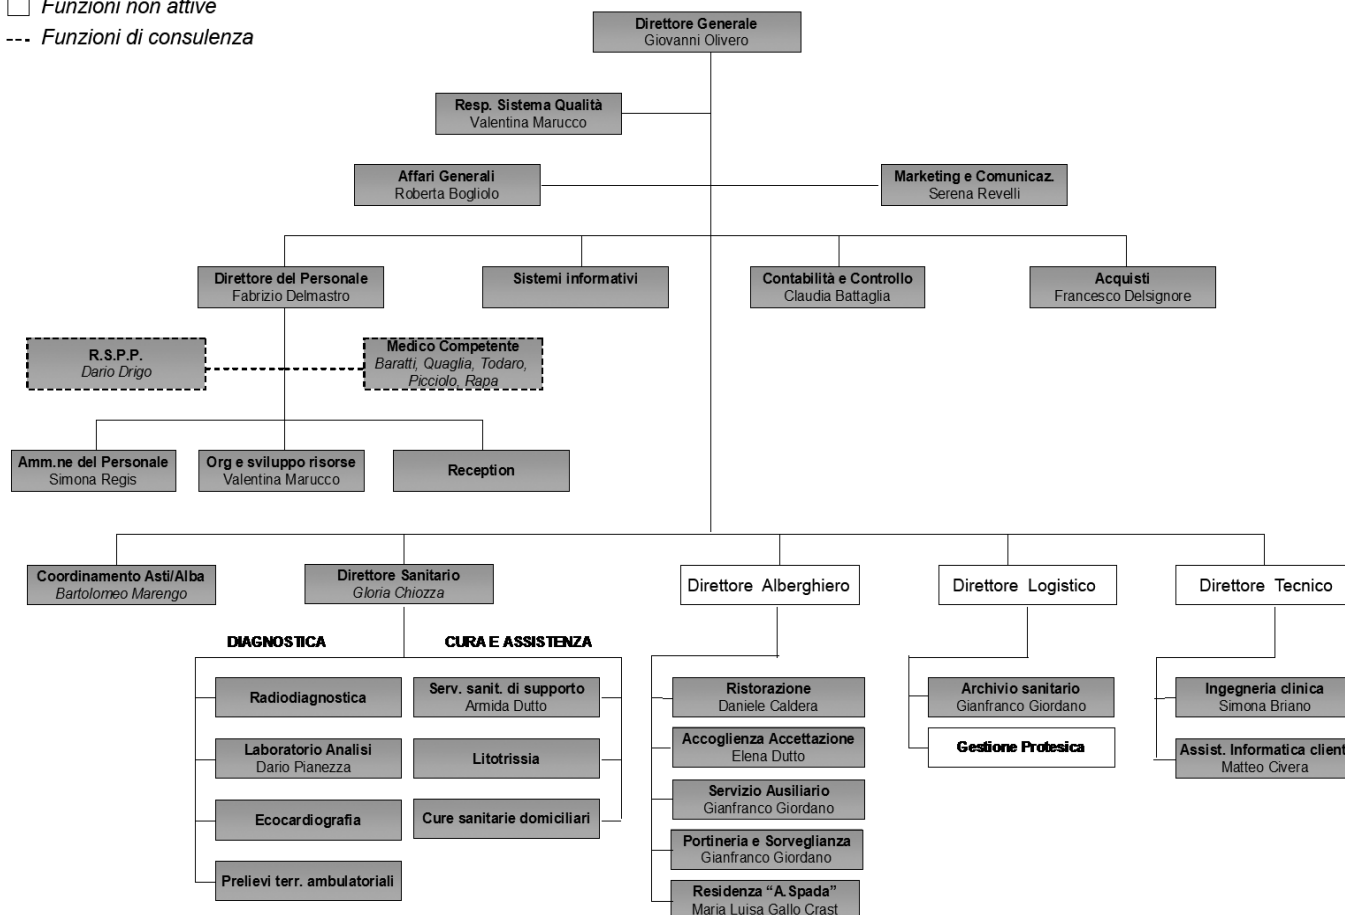 Funzioni non attive
--- Funzioni di consulenza
Direttore Generale
Giovanni Olivero
Resp. Sistema Qualità
Valentina Marucco
Affari Generali
Roberta Bogliolo
Marketing e Comunicaz.
Serena Revelli
Direttore del Personale
Fabrizio Delmastro
Sistemi informativi
Contabilità e Controllo
Claudia Battaglia
Acquisti
Francesco Delsignore
R.S.P.P.
Dario Drigo
Medico Competente
Baratti, Quaglia, Todaro,
Picciolo, Rapa
Amm.ne del Personale
Simona Regis
Org e sviluppo risorse
Valentina Marucco
Reception
Coordinamento Asti/Alba
Bartolomeo Marengo
Direttore Sanitario
Gloria Chiozza
Direttore Alberghiero
Direttore Logistico
Direttore Tecnico
DIAGNOSTICA
Radiodiagnostica
Laboratorio Analisi
Dario Pianezza
Ecocardiografia
Prelievi terr. ambulatoriali
CURA E ASSISTENZA
Serv. sanit. di supporto
Armida Dutto
Litotrissia
Cure sanitarie domiciliari
Ristorazione
Daniele Caldera
Accoglienza Accettazione
Elena Dutto
Servizio Ausiliario
Gianfranco Giordano
Portineria e Sorveglianza
Gianfranco Giordano
Residenza “A.Spada”
Maria Luisa Gallo Crast
Archivio sanitario
Gianfranco Giordano
Gestione Protesica
Ingegneria clinica
Simona Briano
Assist. Informatica client
Matteo Civera